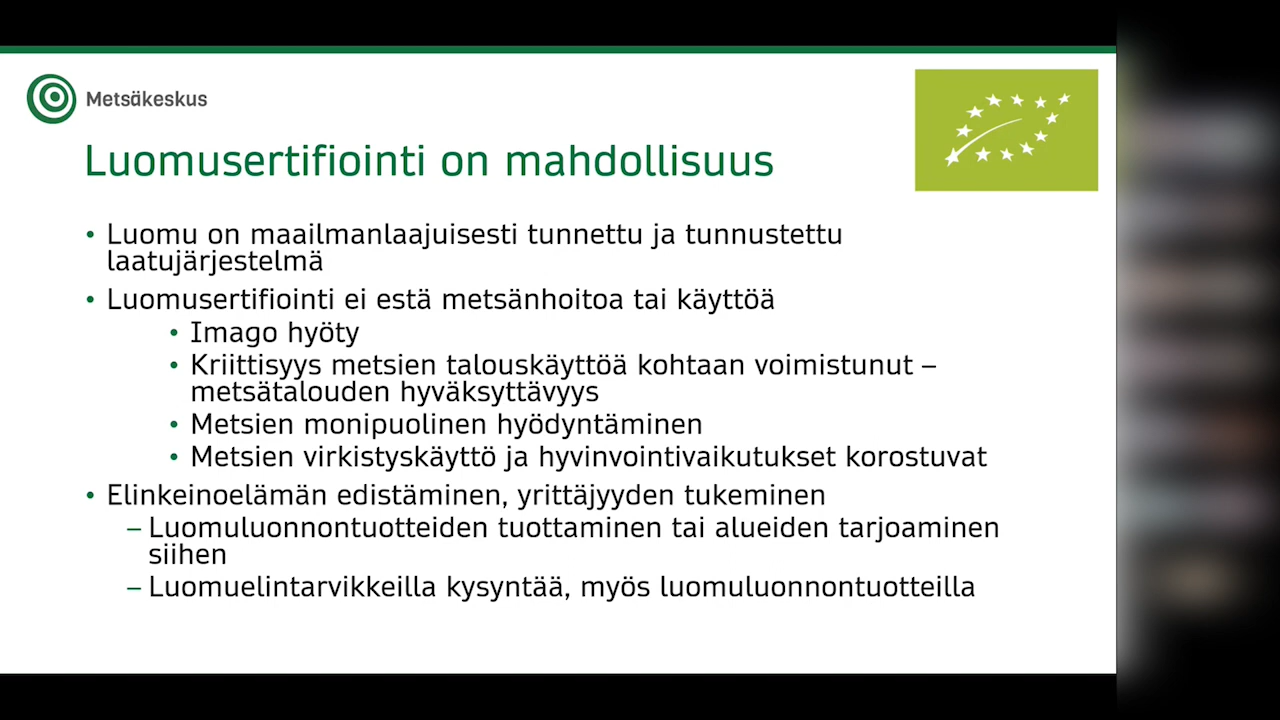 Metsäkeskus
Luomusertifiointi on mahdollisuus
• Luomu on maailmanlaajuisesti tunnettu ja tunnustettu
laatujärjestelmä
• Luomusertifiointi ei estä metsänhoitoa tai käyttöä
• Imago hyöty
• Kriittisyys metsien talouskäyttöä kohtaan voimistunut –
metsätalouden hyväksyttävyys
• Metsien monipuolinen hyödyntäminen
• Metsien virkistyskäyttö ja hyvinvointivaikutukset korostuvat
• Elinkeinoelämän edistäminen, yrittäjyyden tukeminen
– Luomuluonnontuotteiden tuottaminen tai alueiden tarjoaminen
siihen
– Luomuelintarvikkeilla kysyntää, myös luomuluonnontuotteilla